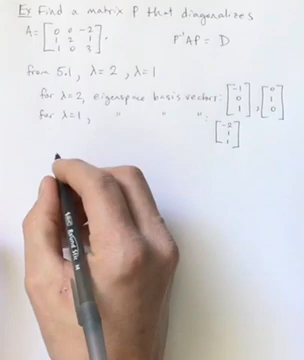 Ex Find a matrix P that diagonalizes
A = [0 0 -2
1 2 1
1 0 3]. P⁻¹AP = D
from 5.1, λ = 2, λ = 1
for λ=2, eigenspace basis vectors: [-1 0 1], [0 1 0]
for λ=1, " " " : [-2 1 1]